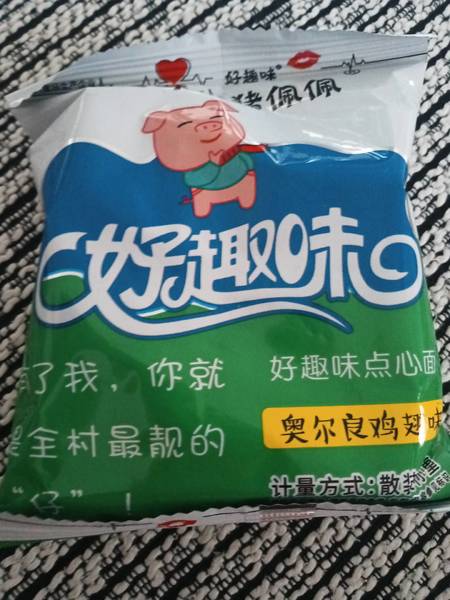 好趣味®
猪佩佩
好趣味
有了我，你就
是全村最靓的
“仔”！
好趣味点心面
奥尔良鸡翅味
计量方式：散装